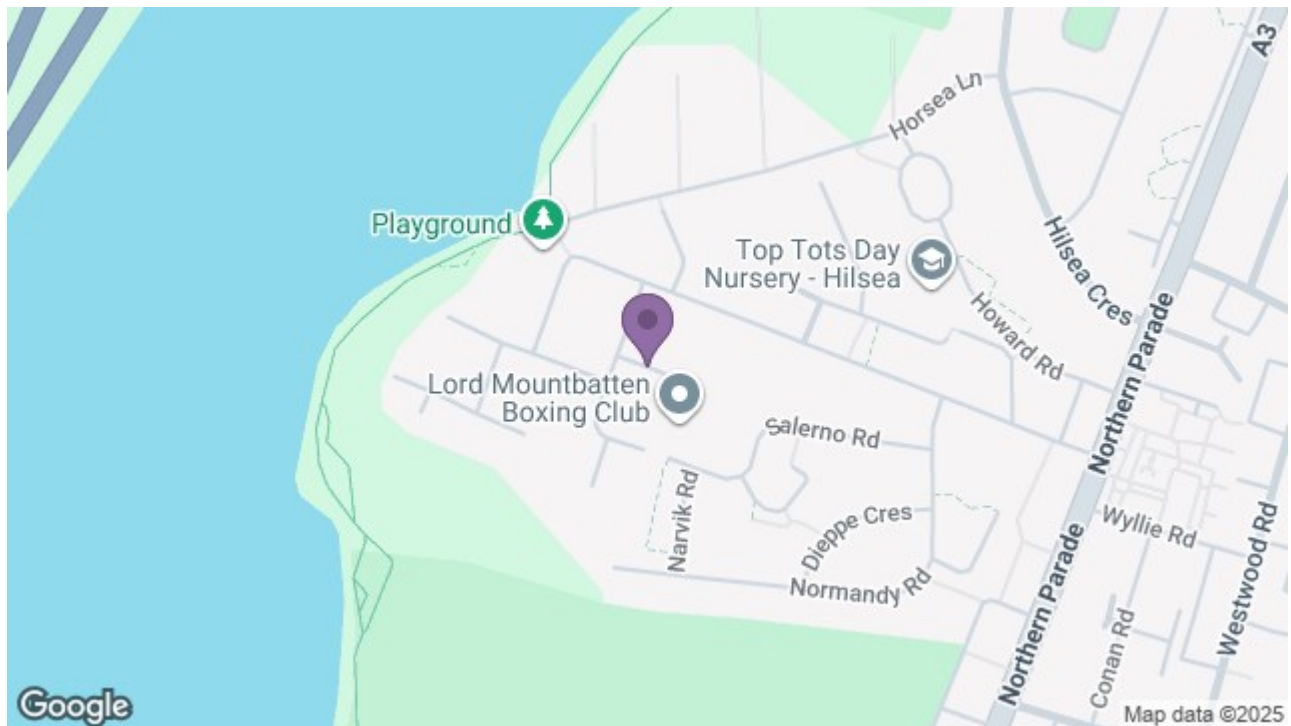 A3
Horsea Ln
Playground
Top Tots Day
Nursery - Hilsea
Hilsea Cres
Howard Rd
Northern Parade
Lord Mountbatten
Boxing Club
Salerno Rd
Narvik Rd
Dieppe Cres
Wyllie Rd
Normandy Rd
Westwood Rd
Northern Parade
Conan Rd
Google
Map data ©2025